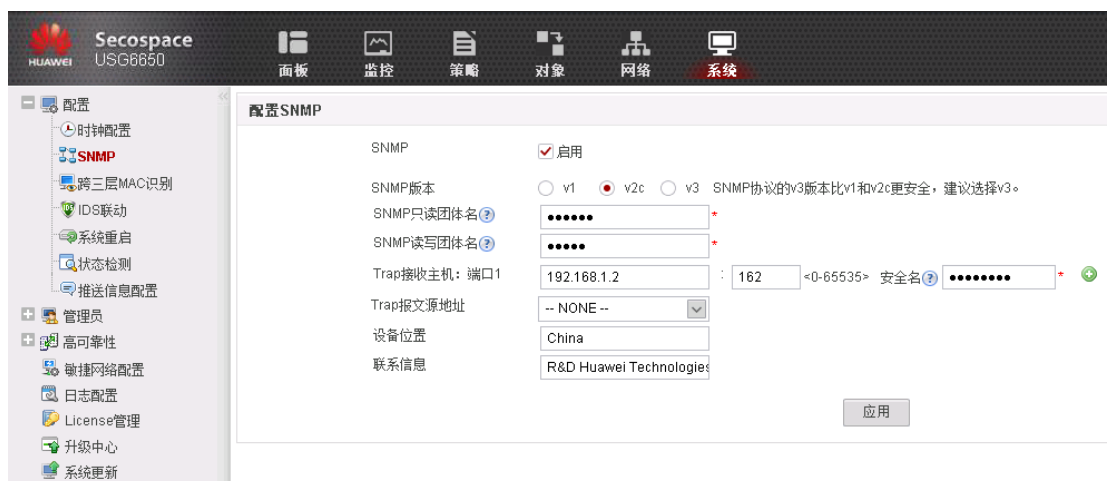 HUAWEI
Secospace
USG6650
面板 监控 策略 对象 网络 系统
配置
时钟配置
SNMP
跨三层MAC识别
IDS联动
系统重启
状态检测
推送信息配置
管理员
高可靠性
敏捷网络配置
日志配置
License管理
升级中心
系统更新
配置SNMP
SNMP 启用
SNMP版本 v1 v2c v3 SNMP协议的v3版本比v1和v2c更安全，建议选择v3。
SNMP只读团体名 ? •••••• *
SNMP读写团体名 ? ••••• *
Trap接收主机：端口1 192.168.1.2 : 162 <0-65535> 安全名 ? •••••••• *
Trap报文源地址 -- NONE --
设备位置 China
联系信息 R&D Huawei Technologies
应用